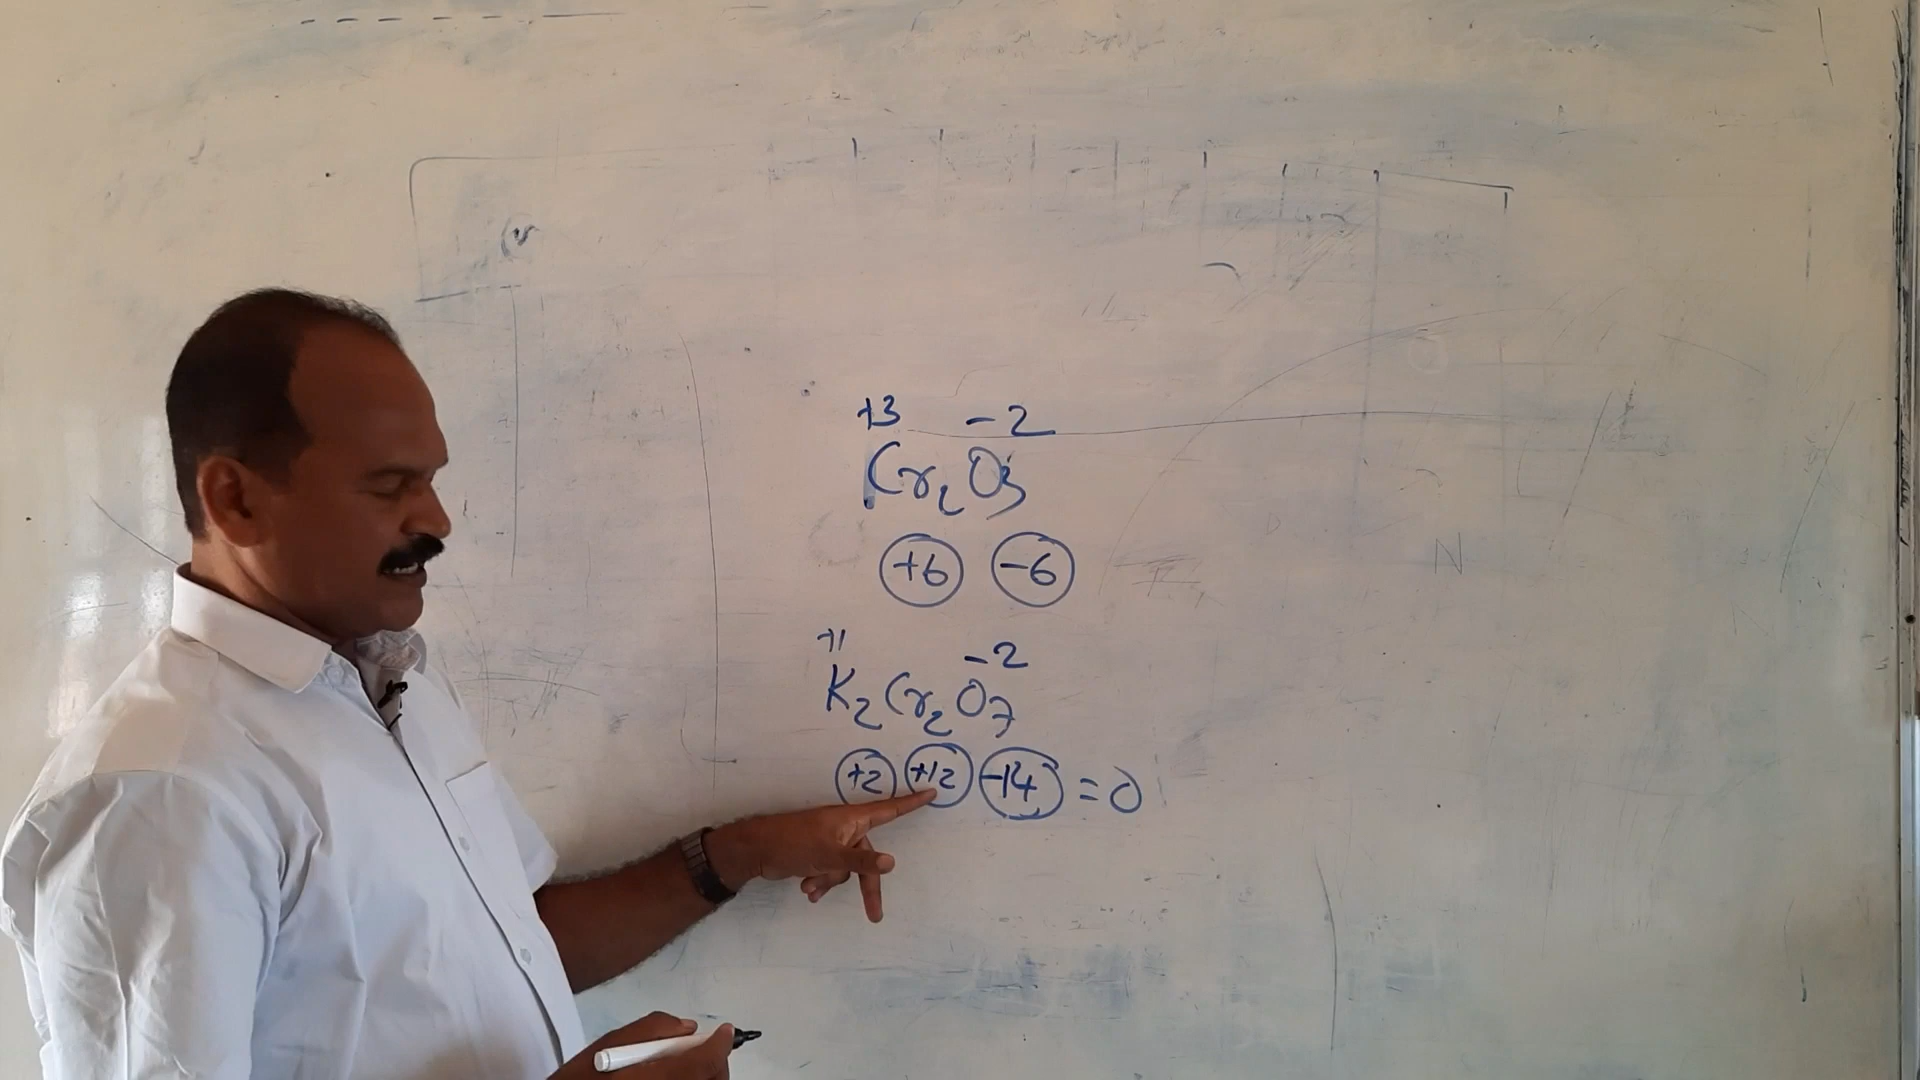 +3 -2
Cr2O3
+6 -6
+1 -2
K2Cr2O7
+2 +12 -14 = 0
N